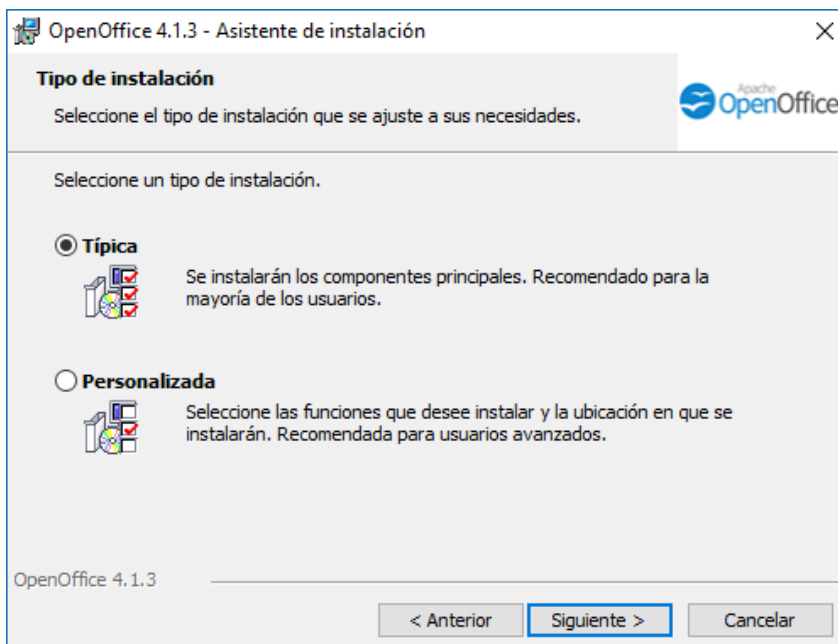 OpenOffice 4.1.3 - Asistente de instalación
Tipo de instalación
Seleccione el tipo de instalación que se ajuste a sus necesidades.
Apache
OpenOffice
Seleccione un tipo de instalación.
Típica
Se instalarán los componentes principales. Recomendado para la
mayoría de los usuarios.
Personalizada
Seleccione las funciones que desee instalar y la ubicación en que se
instalarán. Recomendada para usuarios avanzados.
OpenOffice 4.1.3
< Anterior
Siguiente >
Cancelar